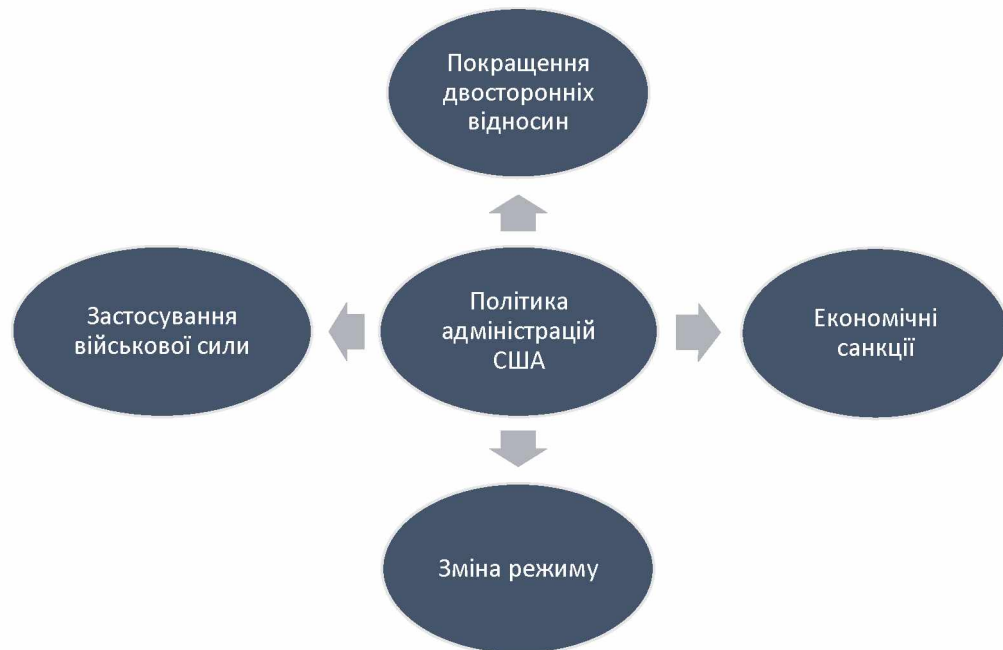 Покращення
двосторонніх
відносин
Застосування
військової сили
Політика
адміністрацій
США
Економічні
санкції
Зміна режиму